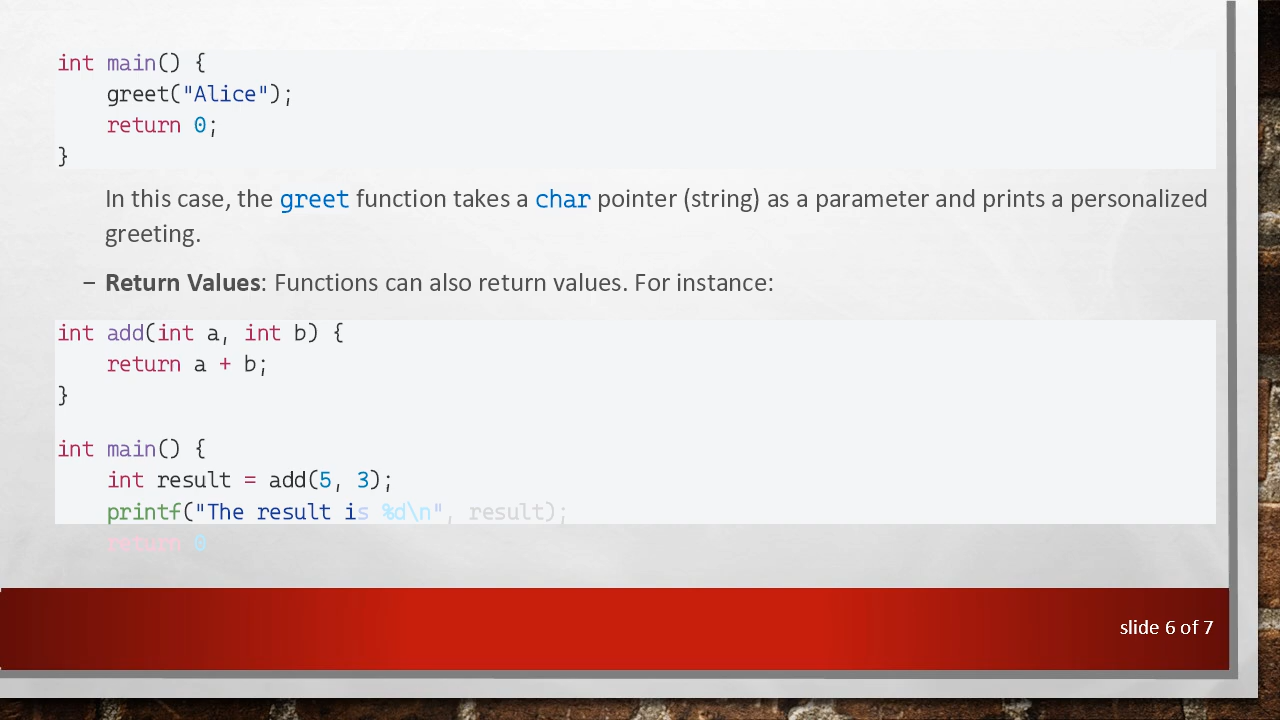 int main() {
    greet("Alice");
    return 0;
}
In this case, the greet function takes a char pointer (string) as a parameter and prints a personalized
greeting.
– Return Values: Functions can also return values. For instance:
int add(int a, int b) {
    return a + b;
}
int main() {
    int result = add(5, 3);
    printf("The result is %d\n", result);
    return 0
slide 6 of 7